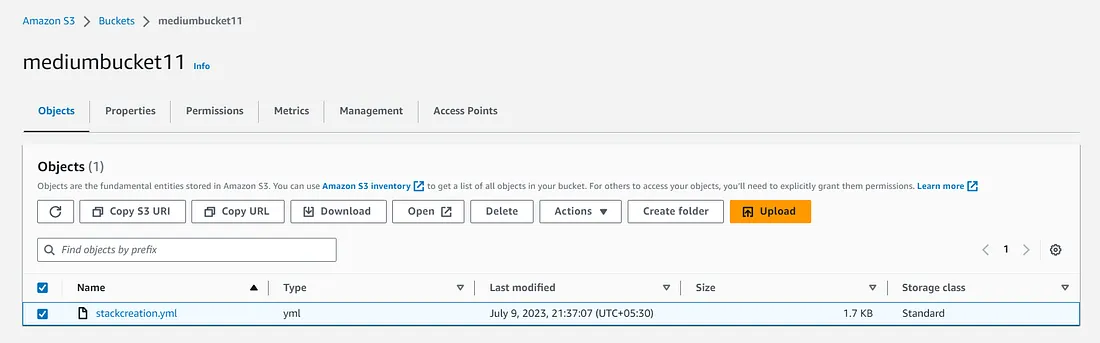 Amazon S3 > Buckets > mediumbucket11
mediumbucket11 Info
Objects Properties Permissions Metrics Management Access Points
Objects (1)
Objects are the fundamental entities stored in Amazon S3. You can use Amazon S3 inventory to get a list of all objects in your bucket. For others to access your objects, you'll need to explicitly grant them permissions. Learn more
Copy S3 URI Copy URL Download Open Delete Actions Create folder Upload
Find objects by prefix 1
Name Type Last modified Size Storage class
stackcreation.yml yml July 9, 2023, 21:37:07 (UTC+05:30) 1.7 KB Standard